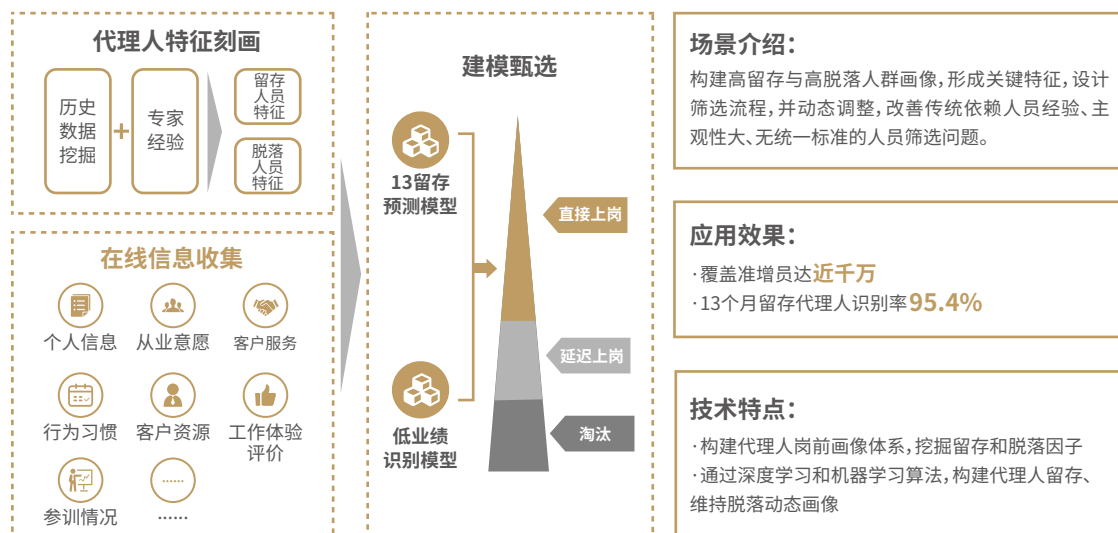 代理人特征刻画
历史
数据
挖掘
+
专家
经验
留存
人员
特征
脱落
人员
特征
在线信息收集
个人信息
从业意愿
客户服务
行为习惯
客户资源
工作体验
评价
参训情况
......
......
建模甄选
13留存
预测模型
低业绩
识别模型
直接上岗
延迟上岗
淘汰
场景介绍：
构建高留存与高脱落人群画像，形成关键特征，设计
筛选流程，并动态调整，改善传统依赖人员经验、主
观性大、无统一标准的人员筛选问题。
应用效果：
·覆盖准增员达近千万
·13个月留存代理人识别率95.4%
技术特点：
·构建代理人岗前画像体系，挖掘留存和脱落因子
·通过深度学习和机器学习算法，构建代理人留存、
维持脱落动态画像